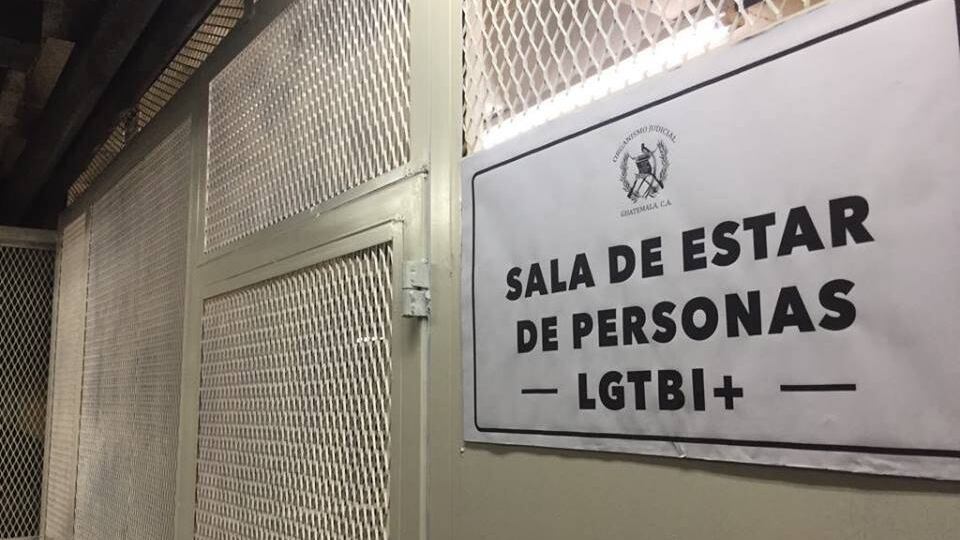 ORGANISMO JUDICIAL
GUATEMALA, C.A.
SALA DE ESTAR
DE PERSONAS
LGTBI+